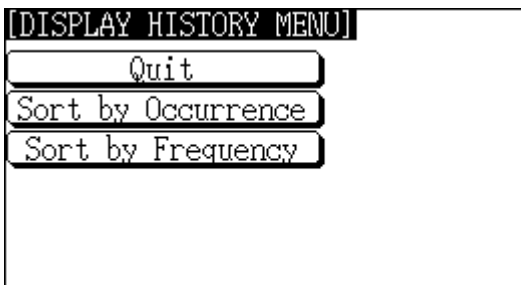 [DISPLAY HISTORY MENU]
Quit
Sort by Occurrence
Sort by Frequency